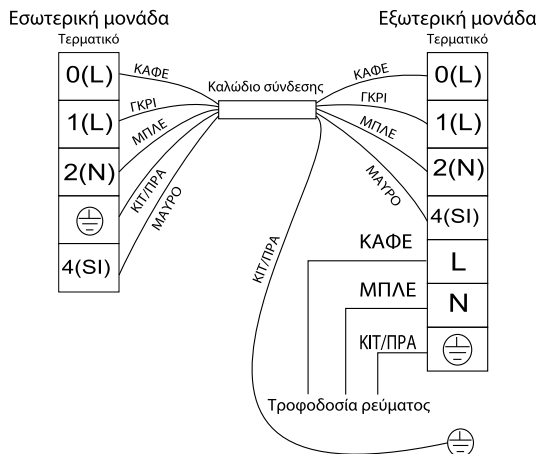 Εσωτερική μονάδα
Τερματικό
0(L)
1(L)
2(N)
4(SI)
ΚΑΦΕ
ΓΚΡΙ
ΜΠΛΕ
ΚΙΤ/ΠΡΑ
ΜΑΥΡΟ
Καλώδιο σύνδεσης
ΚΑΦΕ
ΓΚΡΙ
ΜΠΛΕ
ΜΑΥΡΟ
ΚΙΤ/ΠΡΑ
Εξωτερική μονάδα
Τερματικό
0(L)
1(L)
2(N)
4(SI)
ΚΑΦΕ L
ΜΠΛΕ N
ΚΙΤ/ΠΡΑ
Τροφοδοσία ρεύματος